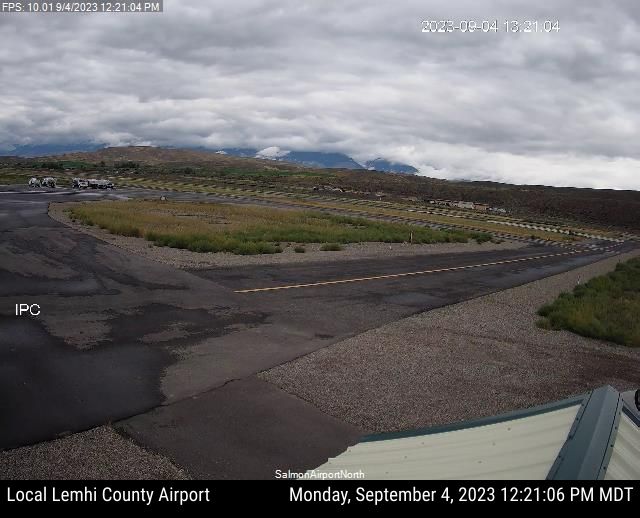 FPS: 10.01 9/4/2023 12:21:04 PM
2023-09-04 13:21:04
IPC
SalmonAirportNorth
Local Lemhi County Airport
Monday, September 4, 2023 12:21:06 PM MDT